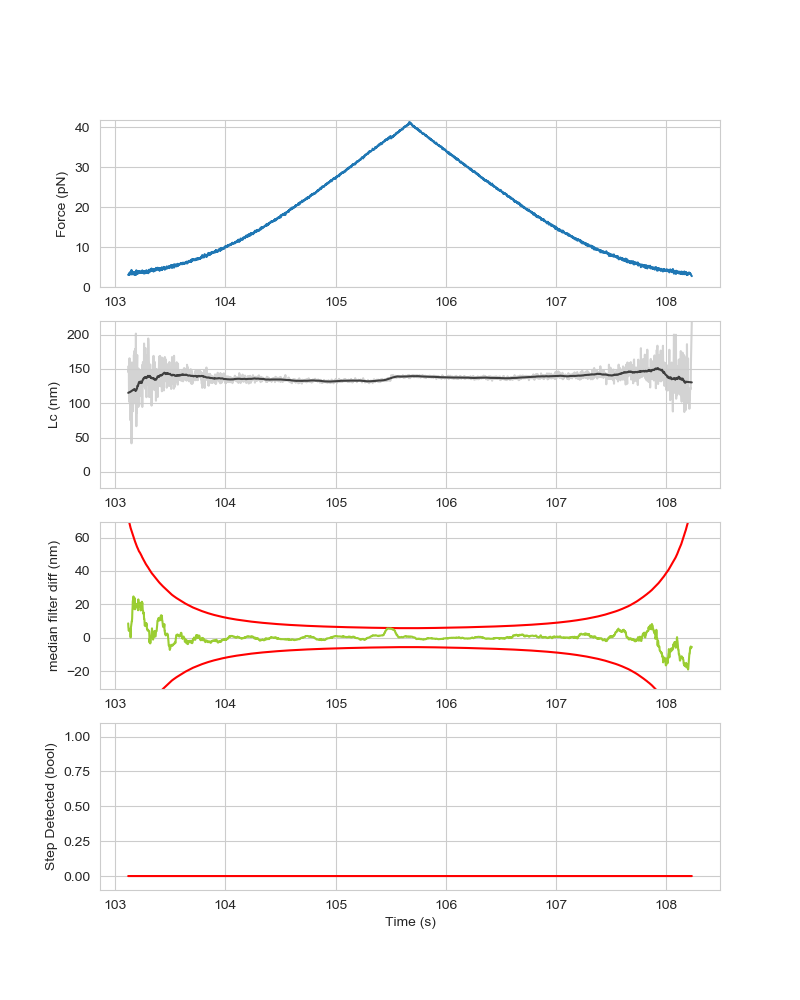 40
30
20
10
0
Force (pN)
103 104 105 106 107 108
200
150
100
50
0
Lc (nm)
103 104 105 106 107 108
60
40
20
0
−20
median filter diff (nm)
103 104 105 106 107 108
1.00
0.75
0.50
0.25
0.00
Step Detected (bool)
103 104 105 106 107 108
Time (s)